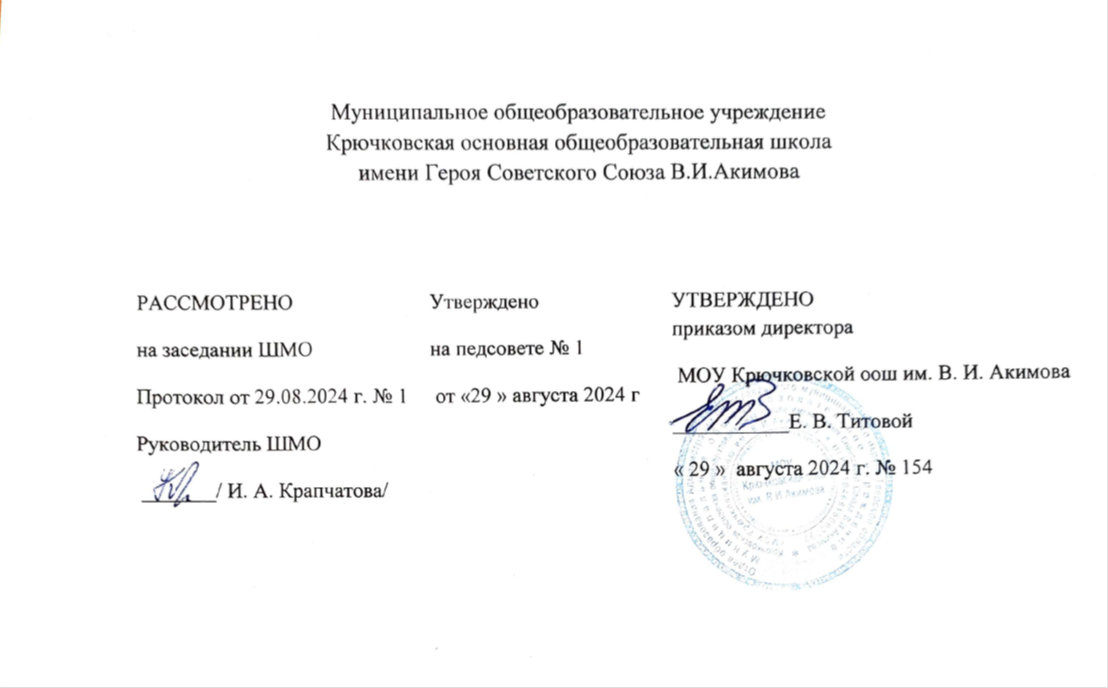 Муниципальное общеобразовательное учреждение
Крючковская основная общеобразовательная школа
имени Героя Советского Союза В.И.Акимова
РАССМОТРЕНО
на заседании ШМО
Протокол от 29.08.2024 г. № 1
Руководитель ШМО
/ И. А. Крапчатова/
Утверждено
на педсовете № 1
от «29 » августа 2024 г
УТВЕРЖДЕНО
приказом директора
МОУ Крючковской оош им. В. И. Акимова
Е. В. Титовой
« 29 » августа 2024 г. № 154
им. В.И.Акимова